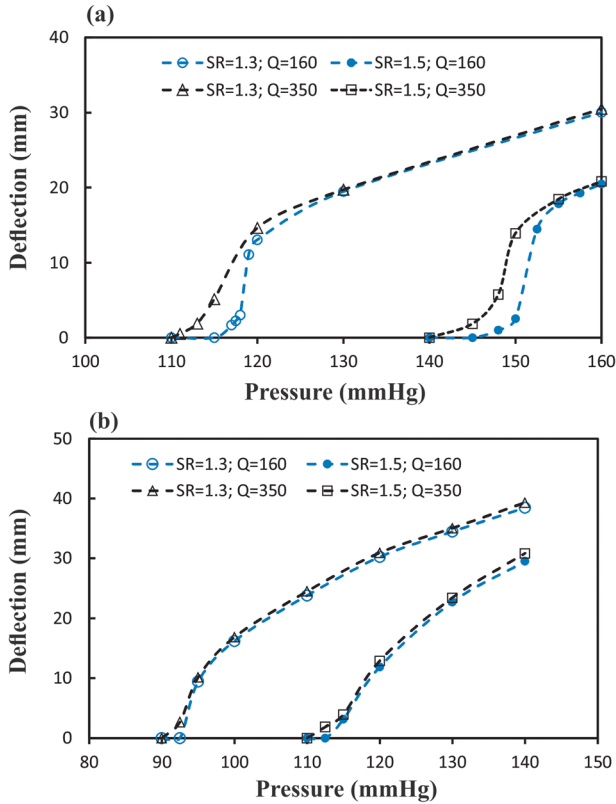 (a)
40
30
20
10
0
Deflection (mm)
SR=1.3; Q=160 SR=1.5; Q=160
SR=1.3; Q=350 SR=1.5; Q=350
100 110 120 130 140 150 160
Pressure (mmHg)
(b)
50
40
30
20
10
0
Deflection (mm)
SR=1.3; Q=160 SR=1.5; Q=160
SR=1.3; Q=350 SR=1.5; Q=350
80 90 100 110 120 130 140 150
Pressure (mmHg)